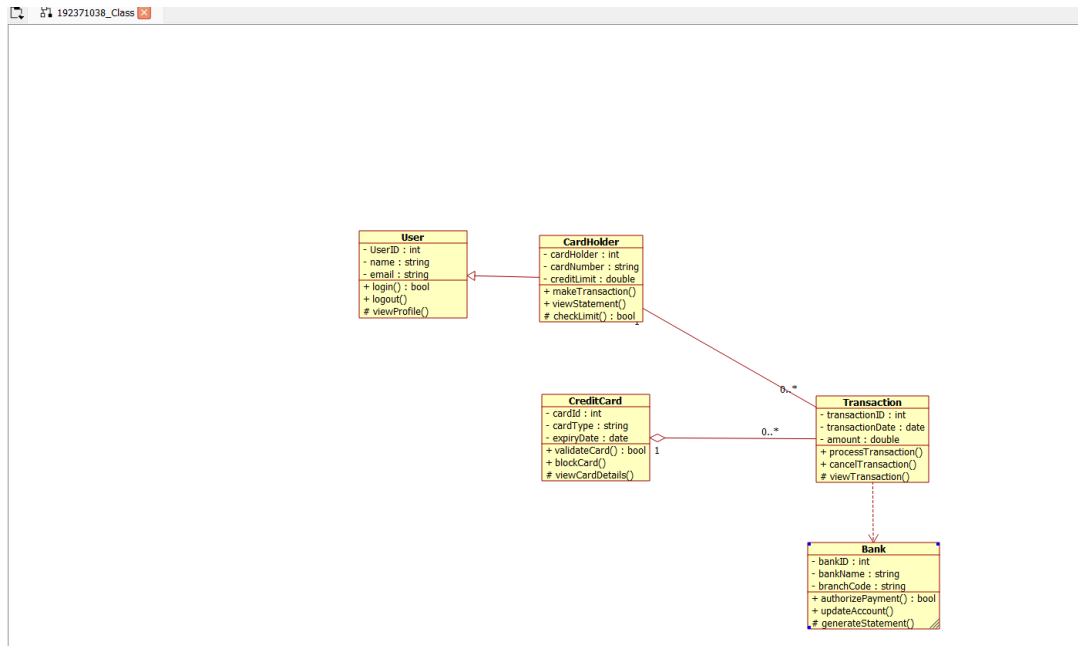 192371038_Class
User
- UserID : int
- name : string
- email : string
+ login() : bool
+ logout()
# viewProfile()
CardHolder
- cardHolder : int
- cardNumber : string
- creditLimit : double
+ makeTransaction()
+ viewStatement()
# checkLimit() : bool
1
0..*
CreditCard
- cardId : int
- cardType : string
- expiryDate : date
+ validateCard() : bool
+ blockCard()
# viewCardDetails()
1
0..*
Transaction
- transactionID : int
- transactionDate : date
- amount : double
+ processTransaction()
+ cancelTransaction()
# viewTransaction()
Bank
- bankID : int
- bankName : string
- branchCode : string
+ authorizePayment() : bool
+ updateAccount()
# generateStatement()